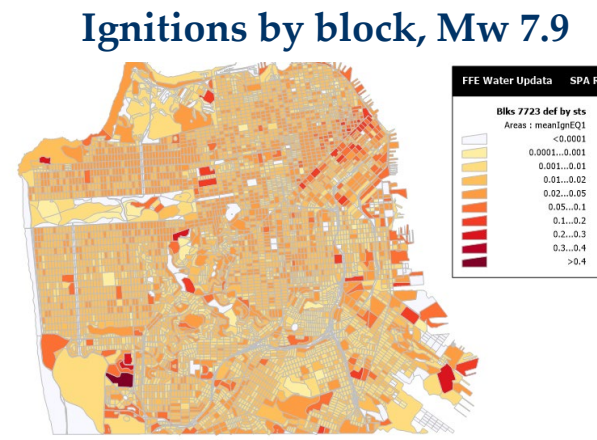 Ignitions by block, Mw 7.9
FFE Water Updata SPA R
Blks 7723 def by sts
Areas : meanIgnEQ1
<0.0001
0.0001...0.001
0.001...0.01
0.01...0.02
0.02...0.05
0.05...0.1
0.1...0.2
0.2...0.3
0.3...0.4
>0.4